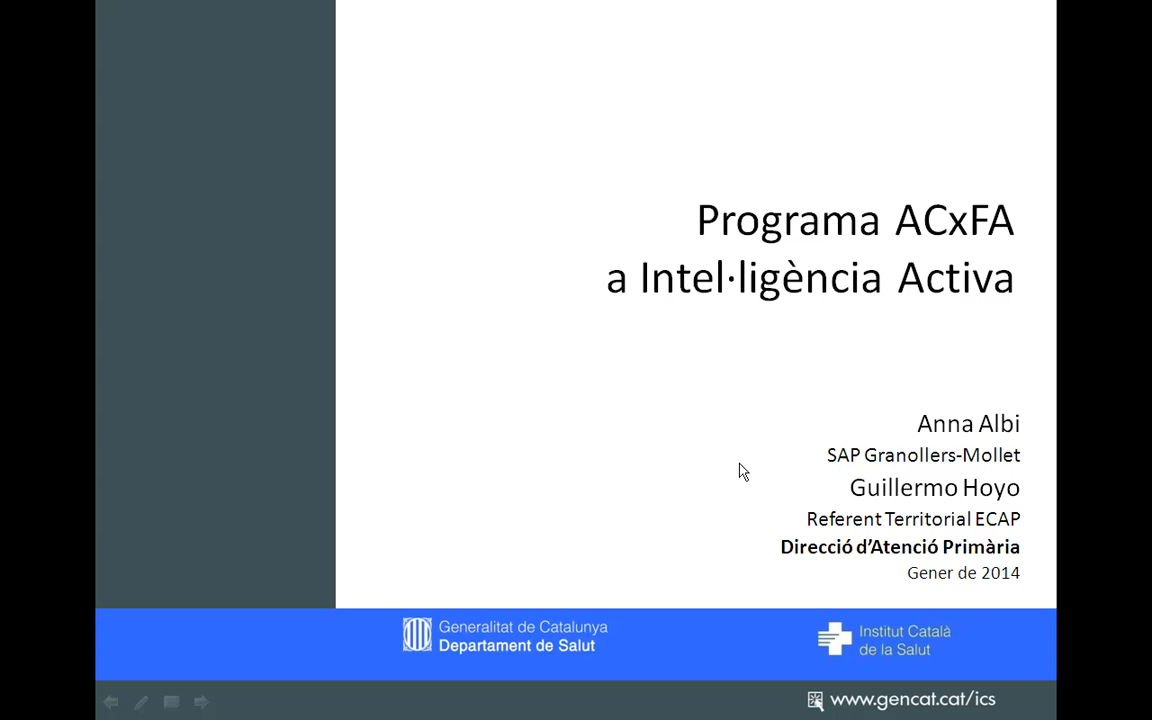 Programa ACxFA
a Intel·ligència Activa
Anna Albi
SAP Granollers-Mollet
Guillermo Hoyo
Referent Territorial ECAP
Direcció d'Atenció Primària
Gener de 2014
Generalitat de Catalunya
Departament de Salut
Institut Català
de la Salut
www.gencat.cat/ics